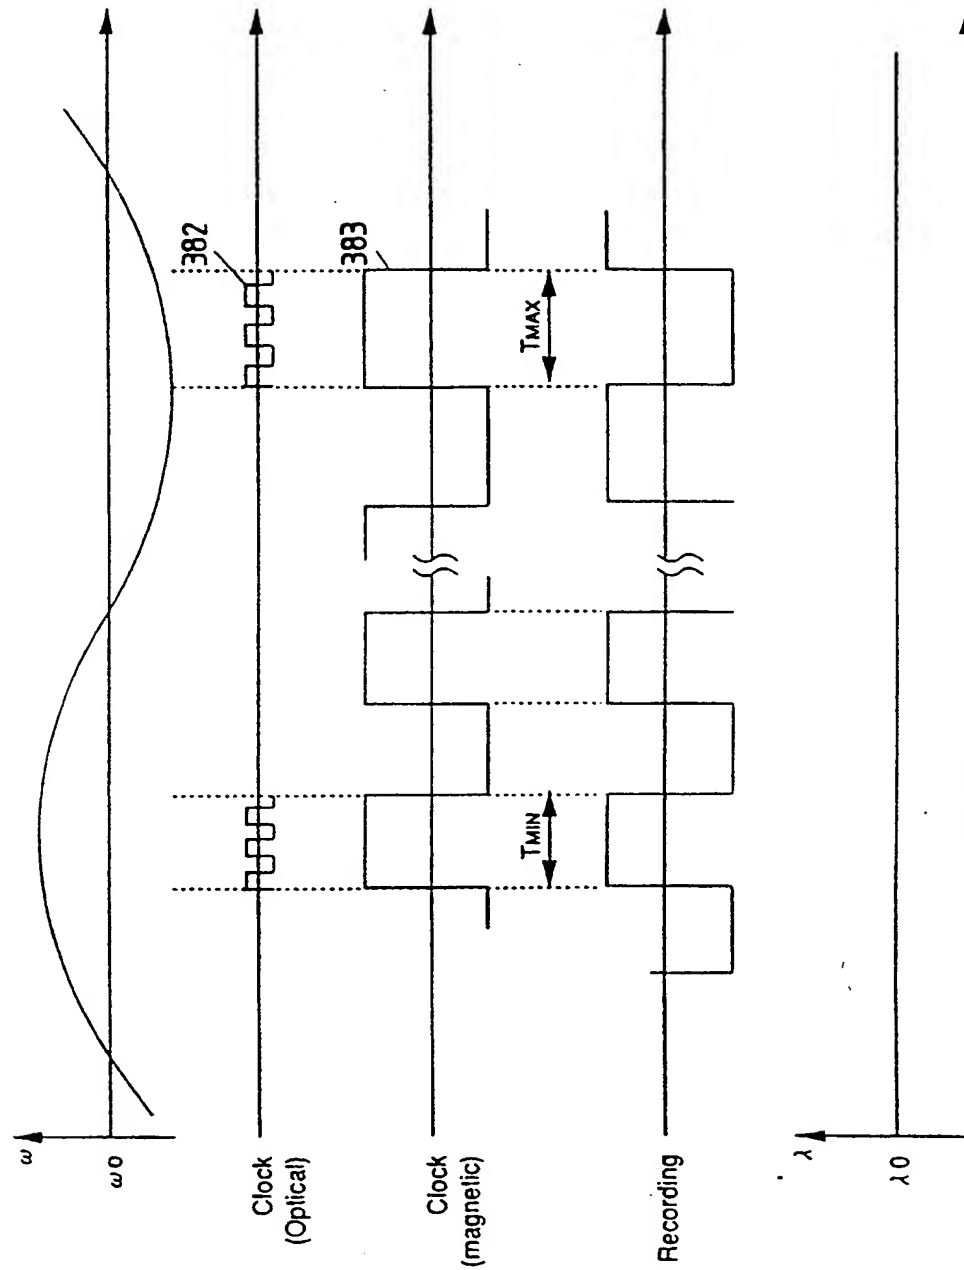 ω
ω0
Clock
(Optical)
382
Clock
(magnetic)
383
TMIN
TMAX
Recording
λ
λ0